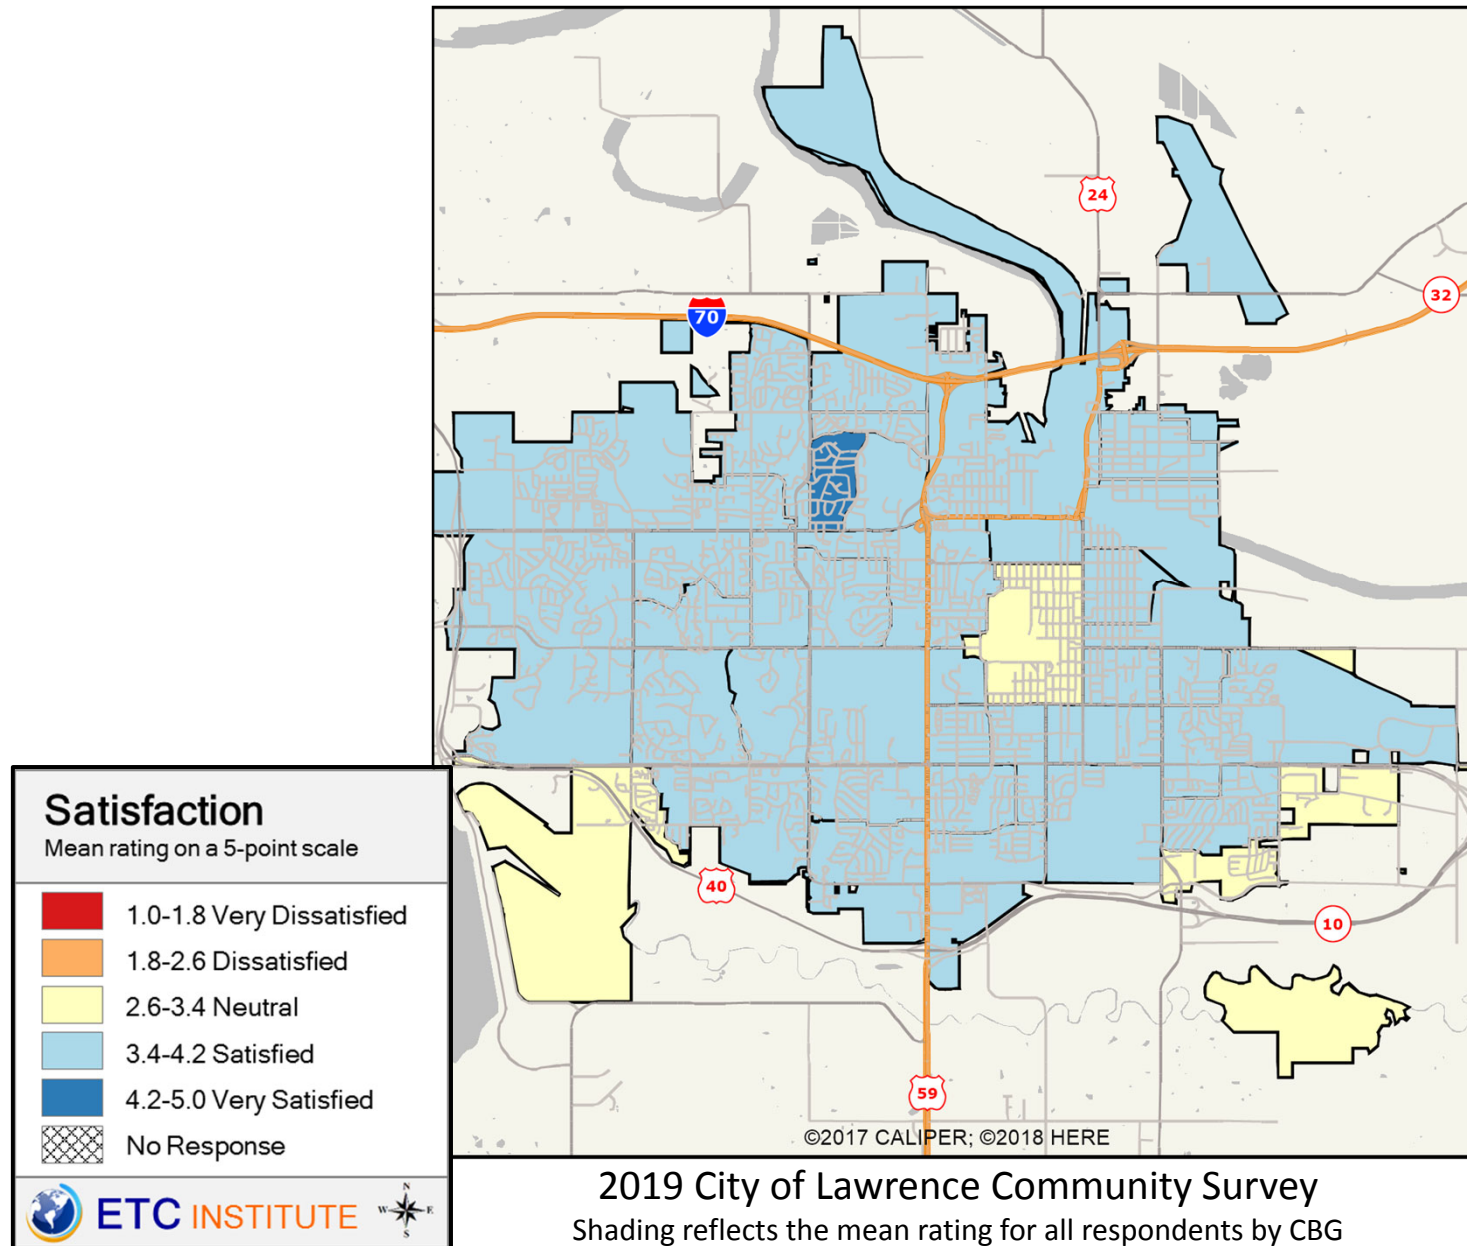 24
32
70
40
10
59
©2017 CALIPER; ©2018 HERE
Satisfaction
Mean rating on a 5-point scale
1.0-1.8 Very Dissatisfied
1.8-2.6 Dissatisfied
2.6-3.4 Neutral
3.4-4.2 Satisfied
4.2-5.0 Very Satisfied
No Response
ETC INSTITUTE
N
W E
S
2019 City of Lawrence Community Survey
Shading reflects the mean rating for all respondents by CBG